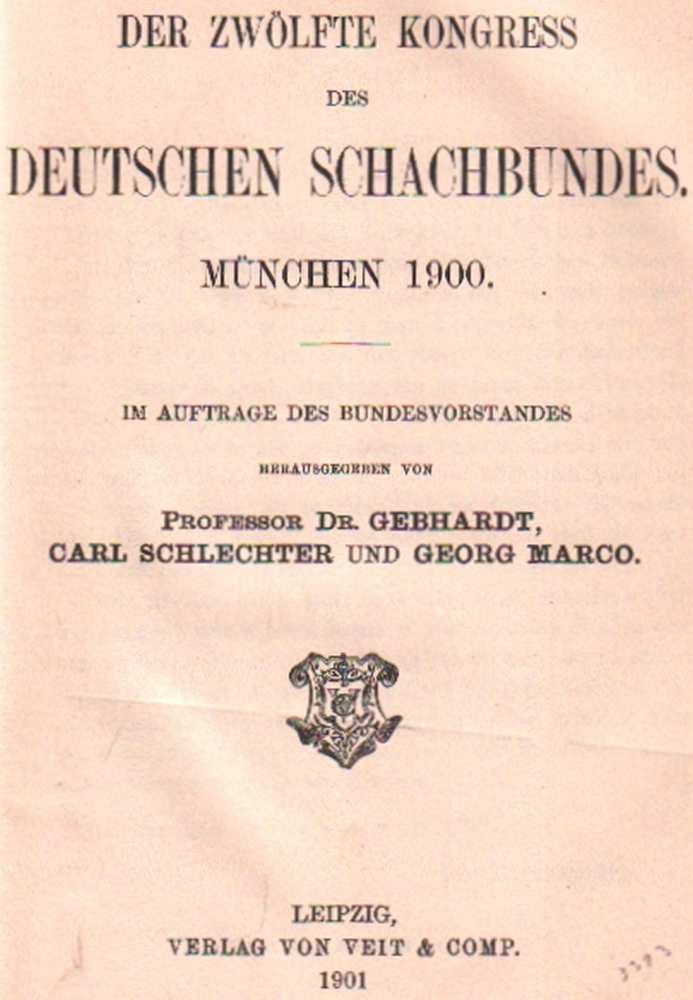 DER ZWÖLFTE KONGRESS
DES
DEUTSCHEN SCHACHBUNDES.
MÜNCHEN 1900.
IM AUFTRAGE DES BUNDESVORSTANDES
HERAUSGEGEBEN VON
PROFESSOR DR. GEBHARDT,
CARL SCHLECHTER UND GEORG MARCO.
LEIPZIG,
VERLAG VON VEIT & COMP.
1901